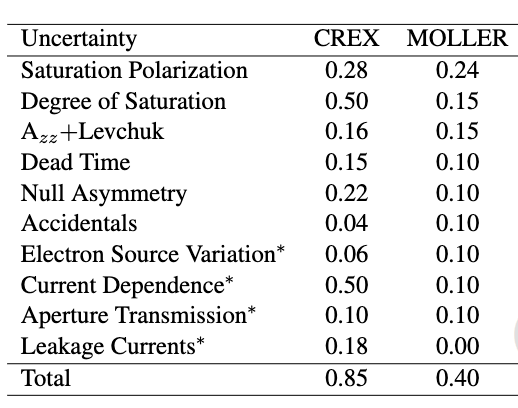 Uncertainty CREX MOLLER
Saturation Polarization 0.28 0.24
Degree of Saturation 0.50 0.15
A_zz+Levchuk 0.16 0.15
Dead Time 0.15 0.10
Null Asymmetry 0.22 0.10
Accidentals 0.04 0.10
Electron Source Variation* 0.06 0.10
Current Dependence* 0.50 0.10
Aperture Transmission* 0.10 0.10
Leakage Currents* 0.18 0.00
Total 0.85 0.40